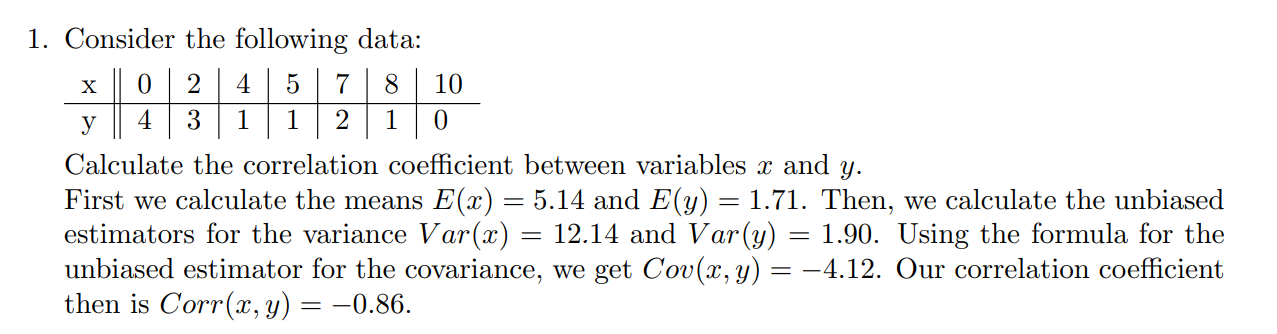 1. Consider the following data:
x 0 2 4 5 7 8 10
y 4 3 1 1 2 1 0
Calculate the correlation coefficient between variables x and y.
First we calculate the means E(x) = 5.14 and E(y) = 1.71. Then, we calculate the unbiased
estimators for the variance Var(x) = 12.14 and Var(y) = 1.90. Using the formula for the
unbiased estimator for the covariance, we get Cov(x, y) = −4.12. Our correlation coefficient
then is Corr(x, y) = −0.86.